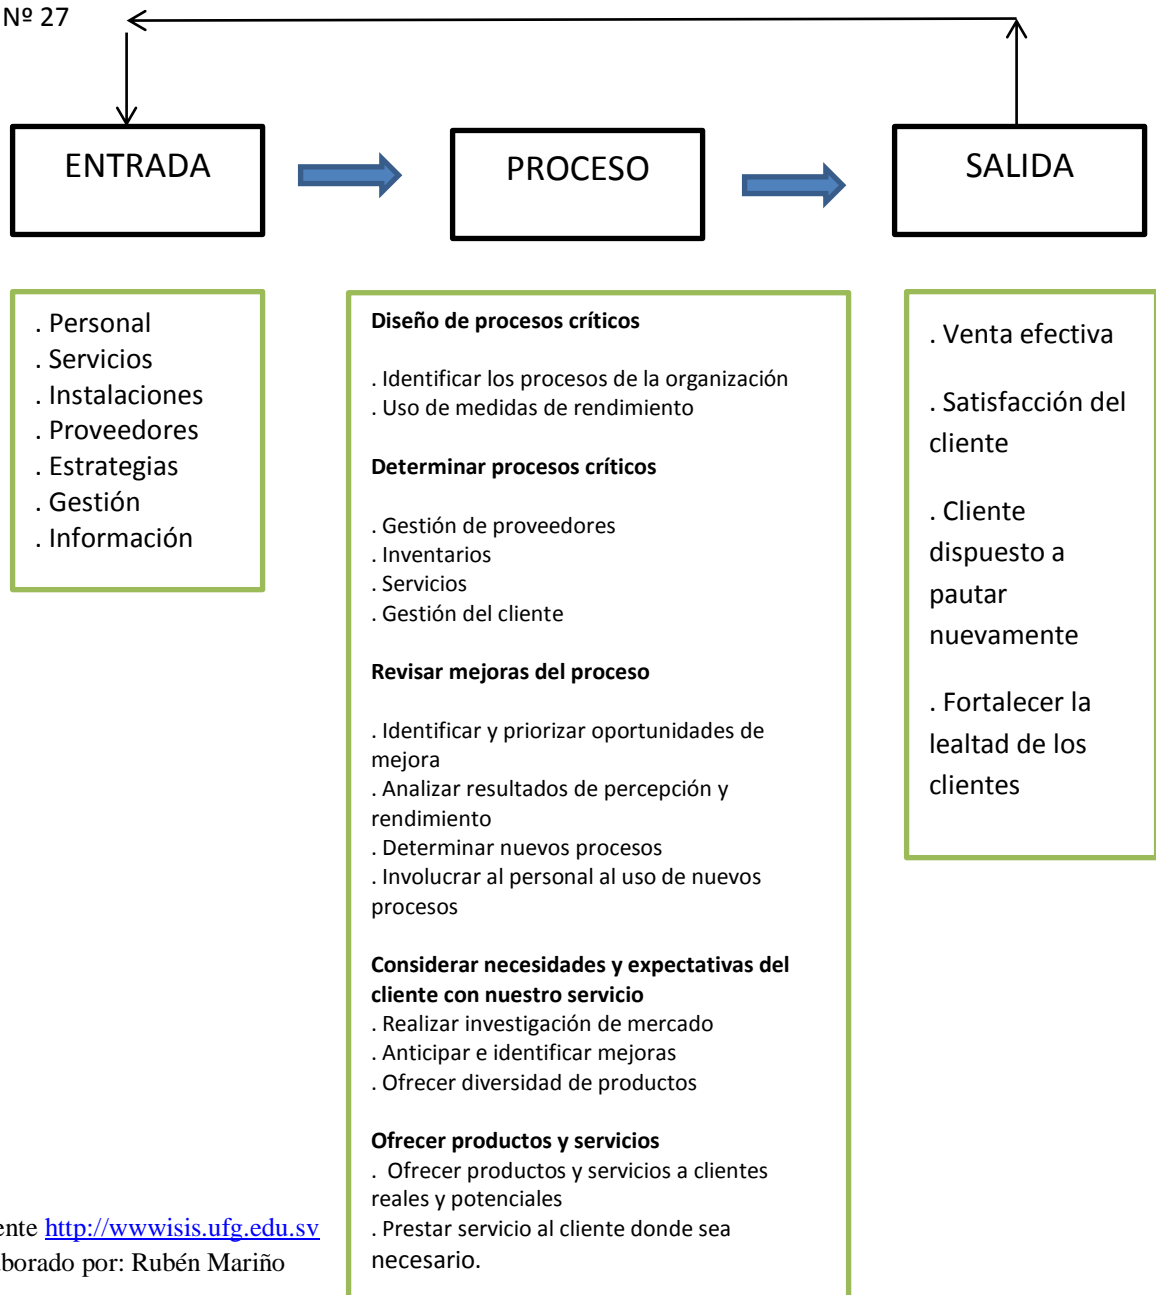 Nº 27
ENTRADA
PROCESO
SALIDA
. Personal
. Servicios
. Instalaciones
. Proveedores
. Estrategias
. Gestión
. Información
Diseño de procesos críticos
. Identificar los procesos de la organización
. Uso de medidas de rendimiento
Determinar procesos críticos
. Gestión de proveedores
. Inventarios
. Servicios
. Gestión del cliente
Revisar mejoras del proceso
. Identificar y priorizar oportunidades de
mejora
. Analizar resultados de percepción y
rendimiento
. Determinar nuevos procesos
. Involucrar al personal al uso de nuevos
procesos
Considerar necesidades y expectativas del
cliente con nuestro servicio
. Realizar investigación de mercado
. Anticipar e identificar mejoras
. Ofrecer diversidad de productos
Ofrecer productos y servicios
. Ofrecer productos y servicios a clientes
reales y potenciales
. Prestar servicio al cliente donde sea
necesario.
. Venta efectiva
. Satisfacción del
cliente
. Cliente
dispuesto a
pautar
nuevamente
. Fortalecer la
lealtad de los
clientes
ente http://wwwisis.ufg.edu.sv
borado por: Rubén Mariño